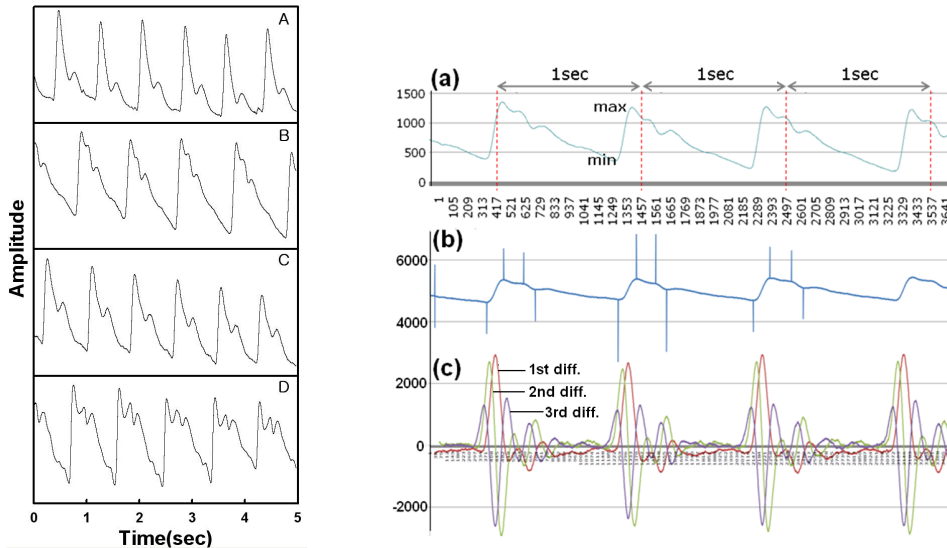 A
B
C
D
Amplitude
0 1 2 3 4 5
Time(sec)
(a)
1sec 1sec 1sec
1500
1000
500
0
max
min
1 105 209 313 417 521 625 729 833 937 1041 1145 1249 1353 1457 1561 1665 1769 1873 1977 2081 2185 2289 2393 2497 2601 2705 2809 2913 3017 3121 3225 3329 3433 3537 3641
(b)
6000
4000
(c)
2000
0
-2000
1st diff.
2nd diff.
3rd diff.